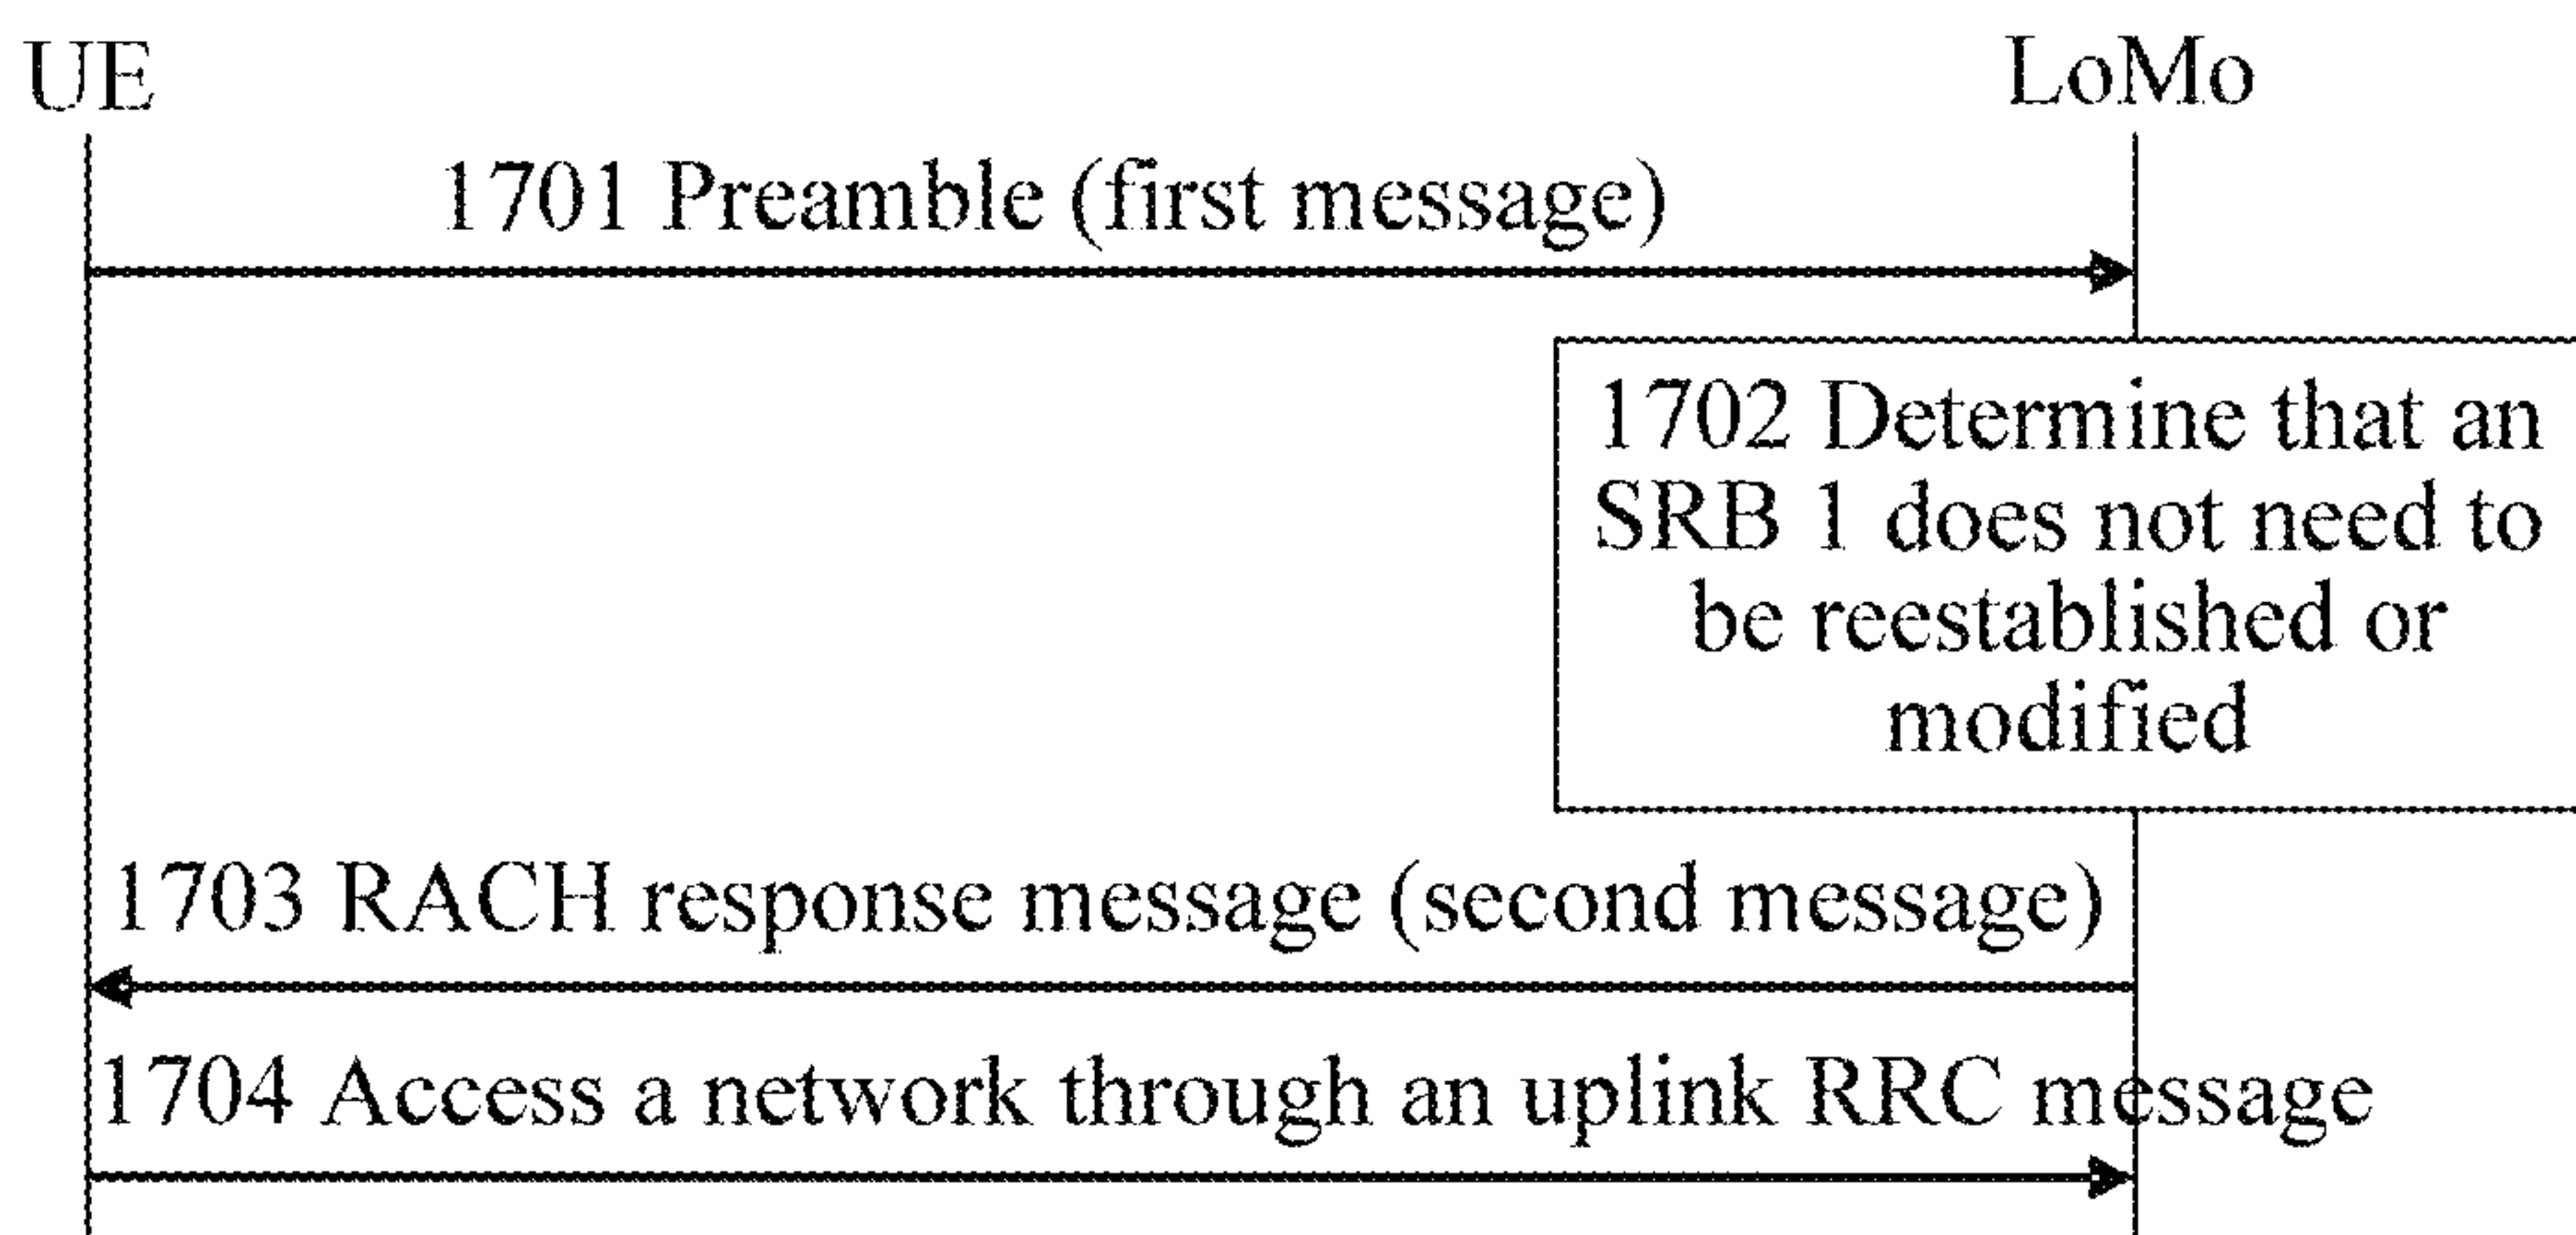 UE
LoMo
1701 Preamble (first message)
1702 Determine that an
SRB 1 does not need to
be reestablished or
modified
1703 RACH response message (second message)
1704 Access a network through an uplink RRC message